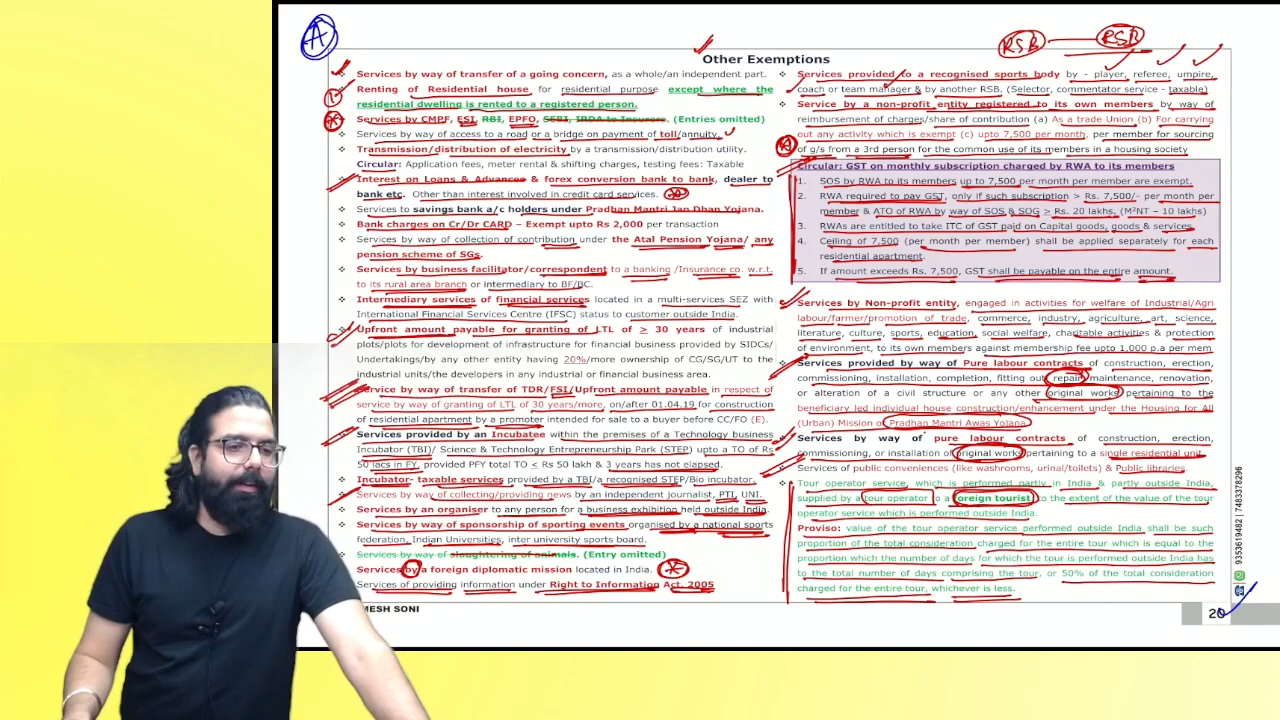 A
RSB — RSB
Other Exemptions
Services by way of transfer of a going concern, as a whole/an independent part.
Renting of Residential house for residential purpose except where the
residential dwelling is rented to a registered person.
Services by CMPF, ESI, RBI, EPFO, SEBI, IRDA to Insurers. (Entries omitted)
Services by way of access to a road or a bridge on payment of toll/annuity.
Transmission/distribution of electricity by a transmission/distribution utility.
Circular: Application fees, meter rental & shifting charges, testing fees: Taxable
Interest on Loans & Advances & forex conversion bank to bank, dealer to
bank etc. Other than interest involved in credit card services.
Services to savings bank a/c holders under Pradhan Mantri Jan Dhan Yojana.
Bank charges on Cr/Dr CARD – Exempt upto Rs 2,000 per transaction
Services by way of collection of contribution under the Atal Pension Yojana/ any
pension scheme of SGs.
Services by business facilitator/correspondent to a banking /Insurance co. w.r.t.
to its rural area branch or intermediary to BF/BC.
Intermediary services of financial services located in a multi-services SEZ with
International Financial Services Centre (IFSC) status to customer outside India.
Upfront amount payable for granting of LTL of ≥ 30 years of industrial
plots/plots for development of infrastructure for financial business provided by SIDCs/
Undertakings/by any other entity having 20%/more ownership of CG/SG/UT to the
industrial units/the developers in any industrial or financial business area.
Service by way of transfer of TDR/FSI/Upfront amount payable in respect of
service by way of granting of LTL of 30 years/more, on/after 01.04.19 for construction
of residential apartment by a promoter intended for sale to a buyer before CC/FO (E).
Services provided by an Incubatee within the premises of a Technology business
Incubator (TBI)/ Science & Technology Entrepreneurship Park (STEP) upto a TO of Rs
50 lacs in FY, provided PFY total TO ≤ Rs 50 lakh & 3 years has not elapsed.
Incubator- taxable services provided by a TBI/a recognised STEP/Bio incubator.
Services by way of collecting/providing news by an independent journalist, PTI, UNI.
Services by an organiser to any person for a business exhibition held outside India.
Services by way of sponsorship of sporting events organised by a national sports
federation, Indian Universities, inter university sports board.
Services by way of slaughtering of animals. (Entry omitted)
Services by a foreign diplomatic mission located in India.
Services of providing information under Right to Information Act, 2005
MESH SONI
Services provided to a recognised sports body by - player, referee, umpire,
coach or team manager & by another RSB. (Selector, commentator service - taxable)
Service by a non-profit entity registered to its own members by way of
reimbursement of charges/share of contribution (a) As a trade Union (b) For carrying
out any activity which is exempt (c) upto 7,500 per month, per member for sourcing
of g/s from a 3rd person for the common use of its members in a housing society
Circular: GST on monthly subscription charged by RWA to its members
1. SOS by RWA to its members up to 7,500 per month per member are exempt.
2. RWA required to pay GST, only if such subscription > Rs. 7,500/- per month per
member & ATO of RWA by way of SOS & SOG ≥ Rs. 20 lakhs. (M²NT – 10 lakhs)
3. RWAs are entitled to take ITC of GST paid on Capital goods, goods & services
4. Ceiling of 7,500 (per month per member) shall be applied separately for each
residential apartment.
5. If amount exceeds Rs. 7,500, GST shall be payable on the entire amount.
Services by Non-profit entity, engaged in activities for welfare of Industrial/Agri
labour/farmer/promotion of trade, commerce, industry, agriculture, art, science,
literature, culture, sports, education, social welfare, charitable activities & protection
of environment, to its own members against membership fee upto 1,000 p.a per mem
Services provided by way of Pure labour contracts of construction, erection,
commissioning, installation, completion, fitting out, repair, maintenance, renovation,
or alteration of a civil structure or any other original works pertaining to the
beneficiary led individual house construction/enhancement under the Housing for All
(Urban) Mission of Pradhan Mantri Awas Yojana
Services by way of pure labour contracts of construction, erection,
commissioning, or installation of original works pertaining to a single residential unit.
Services of public conveniences (like washrooms, urinal/toilets) & Public libraries.
Tour operator service, which is performed partly in India & partly outside India,
supplied by a tour operator to a foreign tourist to the extent of the value of the tour
operator service which is performed outside India.
Proviso: value of the tour operator service performed outside India shall be such
proportion of the total consideration charged for the entire tour which is equal to the
proportion which the number of days for which the tour is performed outside India has
to the total number of days comprising the tour, or 50% of the total consideration
charged for the entire tour, whichever is less.
20